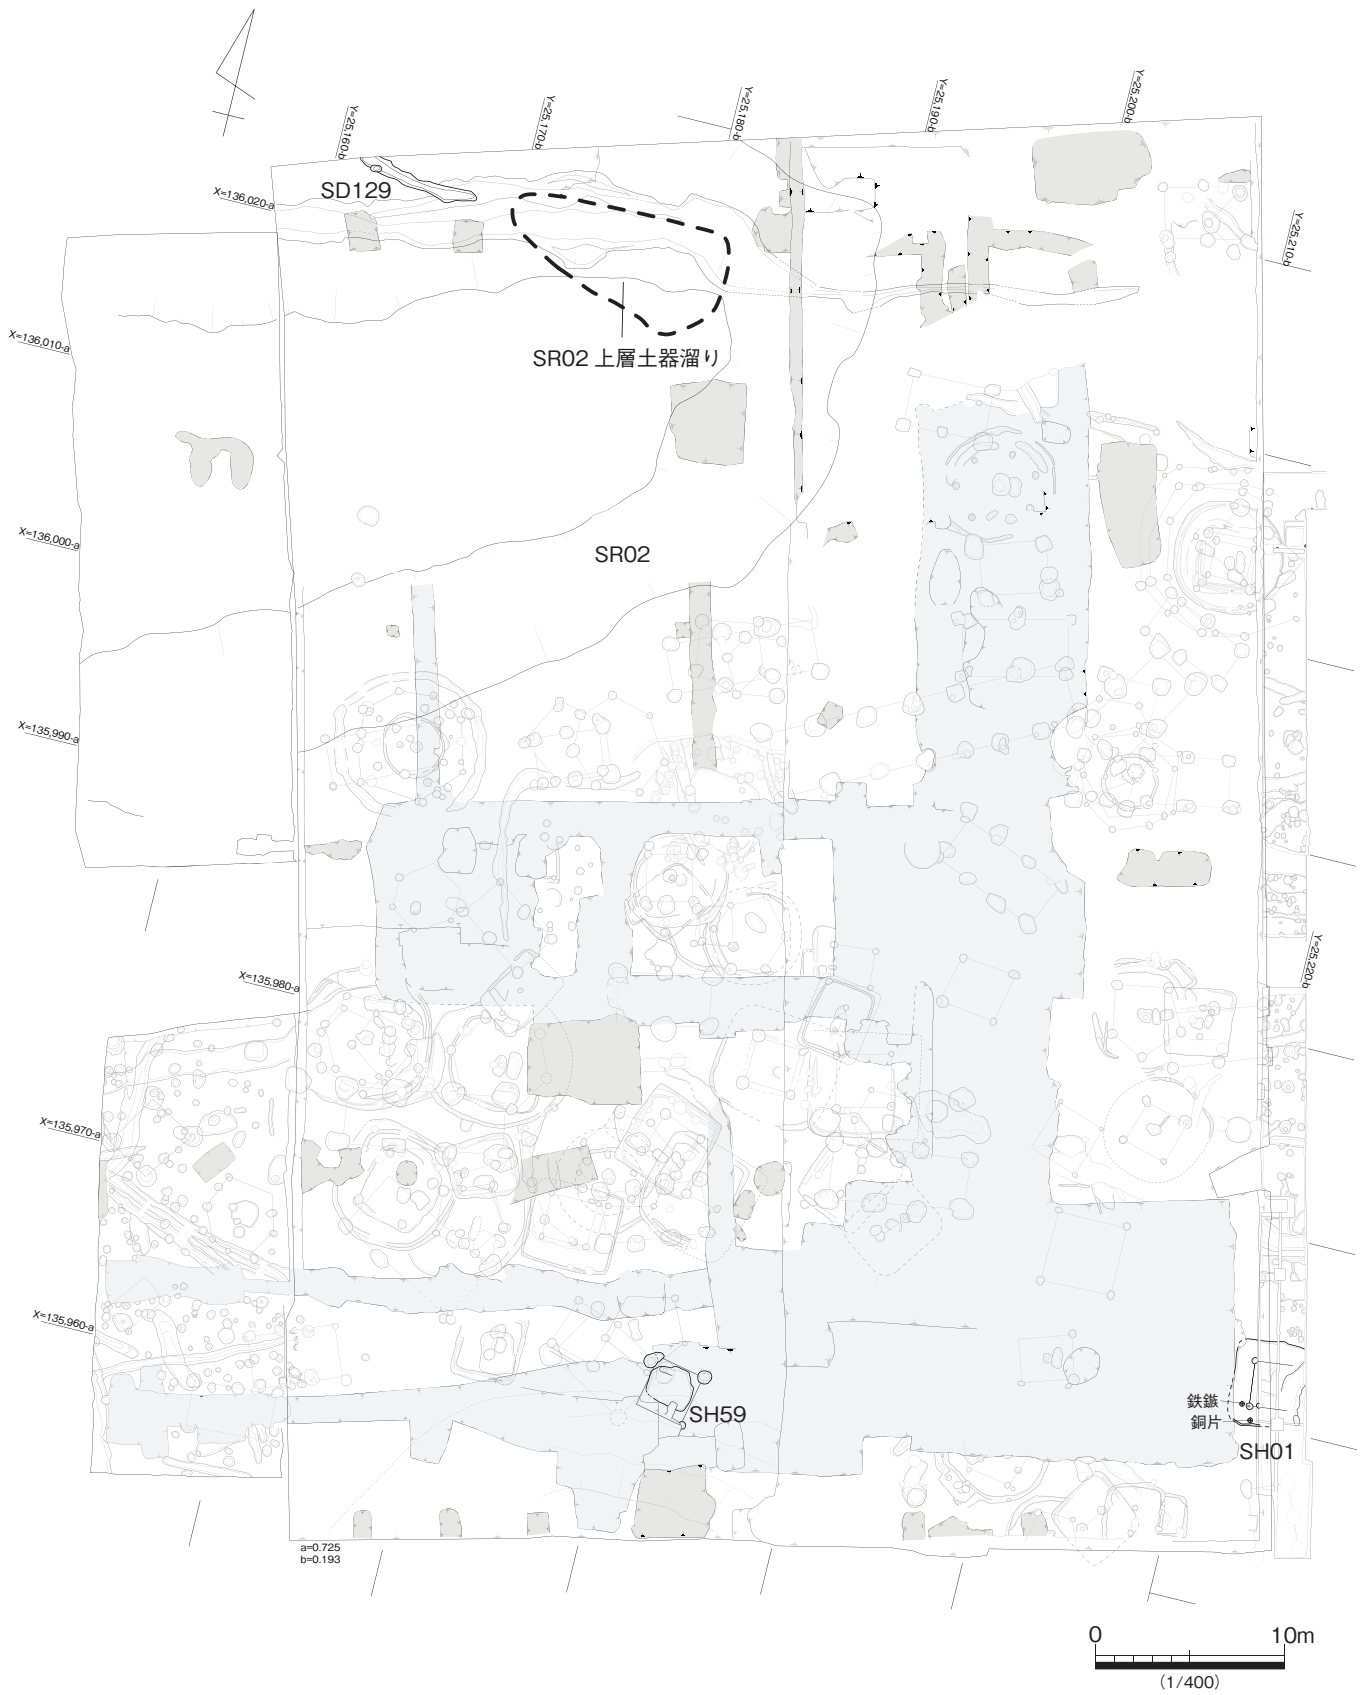 Y=25,160-b
Y=25,170-b
Y=25,180-b
Y=25,190-b
Y=25,200-b
Y=25,210-b
Y=25,220-b
X=136,020-a
X=136,010-a
X=136,000-a
X=135,990-a
X=135,980-a
X=135,970-a
X=135,960-a
SD129
SR02 上層土器溜り
SR02
SH59
鉄鏃
銅片
SH01
a=0.725
b=0.193
0 10m
(1/400)